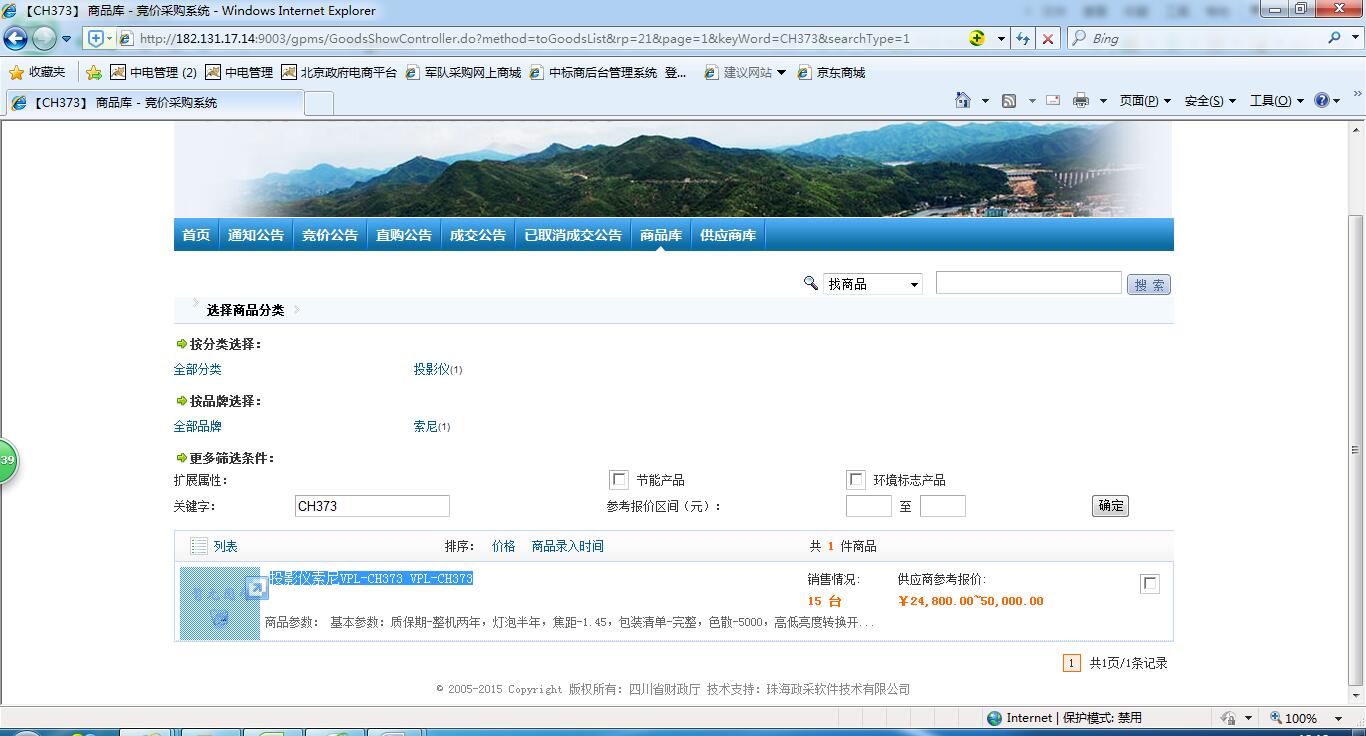 【CH373】 商品库 - 竞价采购系统 - Windows Internet Explorer
http://182.131.17.14:9003/gpms/GoodsShowController.do?method=toGoodsList&rp=21&page=1&keyWord=CH373&searchType=1
Bing
收藏夹 中电管理 (2) 中电管理 北京政府电商平台 军队采购网上商城 中标商后台管理系统 登... 建议网站 京东商城
【CH373】 商品库 - 竞价采购系统
页面(P) 安全(S) 工具(O)
首页 通知公告 竞价公告 直购公告 成交公告 已取消成交公告 商品库 供应商库
找商品 搜 索
选择商品分类
按分类选择：
全部分类 投影仪(1)
按品牌选择：
全部品牌 索尼(1)
更多筛选条件：
扩展属性： 节能产品 环境标志产品
关键字： CH373 参考报价区间（元）： 至 确定
列表 排序： 价格 商品录入时间 共 1 件商品
投影仪索尼VPL-CH373 VPL-CH373 销售情况： 供应商参考报价：
15 台 ￥24,800.00~50,000.00
商品参数： 基本参数：质保期-整机两年，灯泡半年，焦距-1.45，包装清单-完整，色散-5000，高低亮度转换开...
1 共1页/1条记录
© 2005-2015 Copyright 版权所有：四川省财政厅 技术支持：珠海政采软件技术有限公司
39
Internet | 保护模式: 禁用 100%